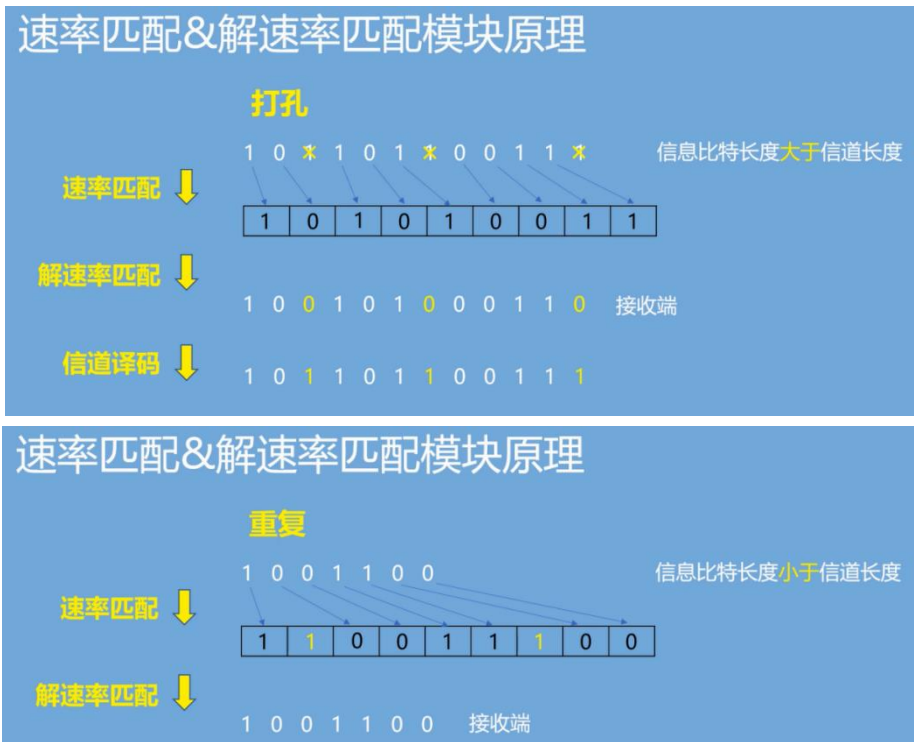 速率匹配&解速率匹配模块原理
打孔
1 0 1 1 0 1 1 0 0 1 1 1 信息比特长度大于信道长度
速率匹配
1 0 1 0 1 0 0 1 1
解速率匹配
1 0 0 1 0 1 0 0 0 1 1 0 接收端
信道译码
1 0 1 1 0 1 1 0 0 1 1 1
速率匹配&解速率匹配模块原理
重复
1 0 0 1 1 0 0 信息比特长度小于信道长度
速率匹配
1 1 0 0 1 1 1 0 0
解速率匹配
1 0 0 1 1 0 0 接收端